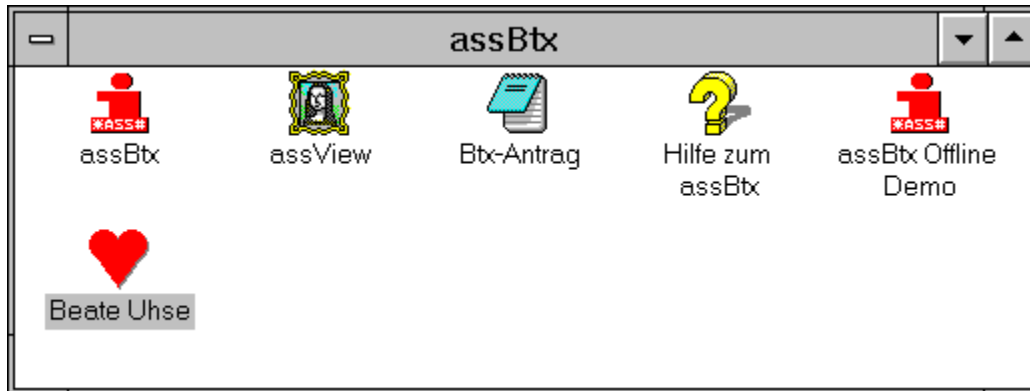 assBtx
*ASS#
*ASS#
assBtx
assView
Btx-Antrag
Hilfe zum
assBtx
assBtx Offline
Demo
Beate Uhse